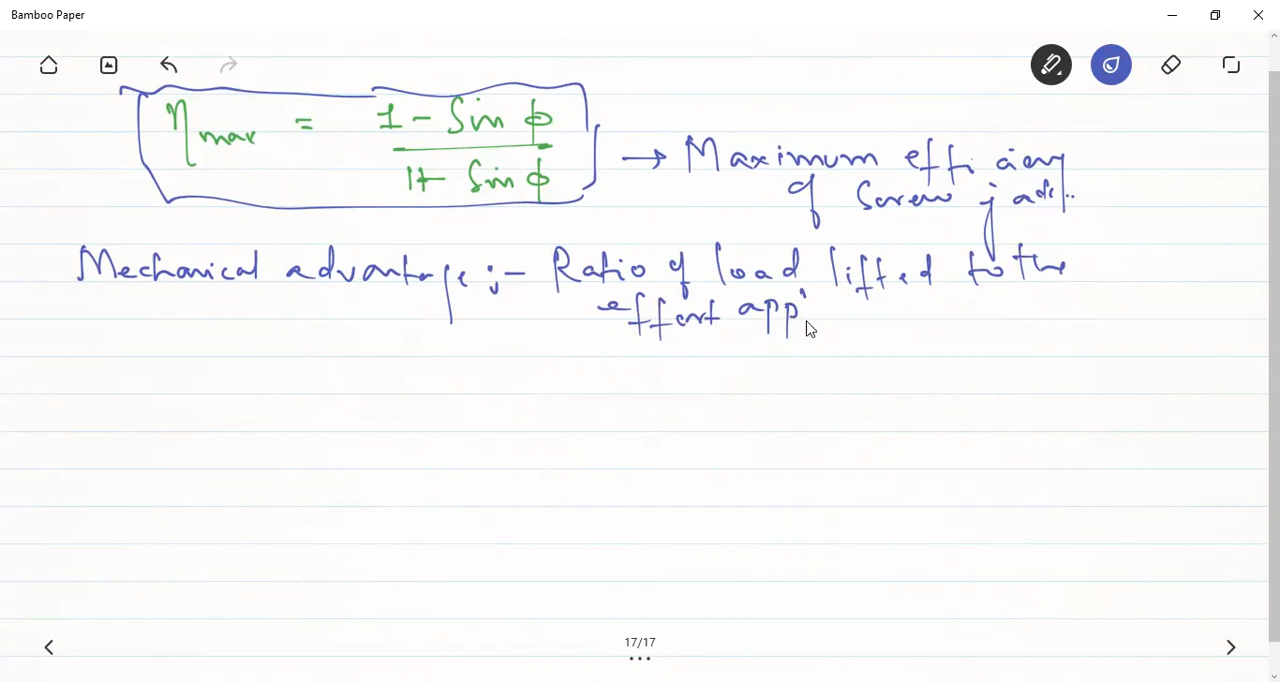 Bamboo Paper
η max = 1 - Sin ϕ / 1 + Sin ϕ
→ Maximum efficiency
of Screw jack.
Mechanical advantage :- Ratio of load lifted to the
effort app
17/17